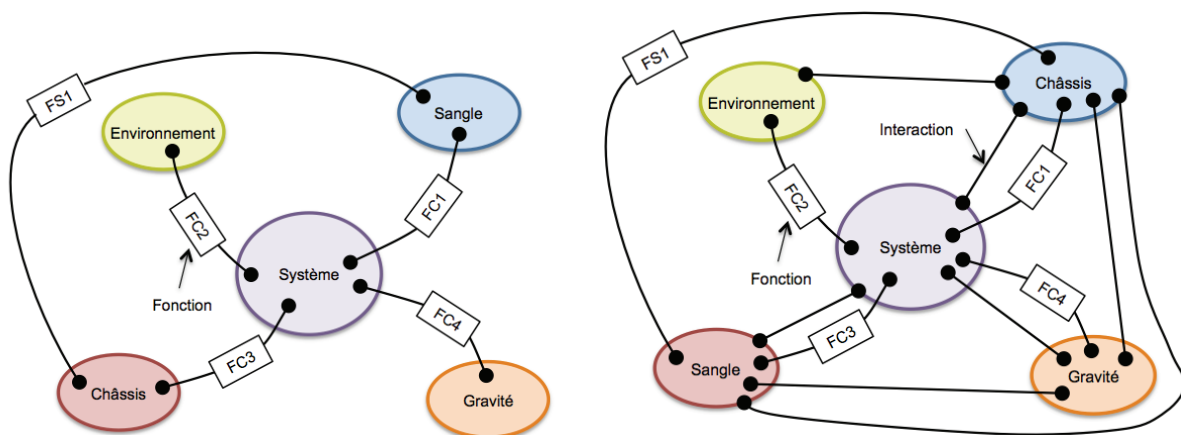 FS1
Environnement
Sangle
FC1
FC2
Système
Fonction
FC4
FC3
Châssis
Gravité
FS1
Châssis
Environnement
Interaction
FC1
FC2
Système
Fonction
FC4
FC3
Sangle
Gravité